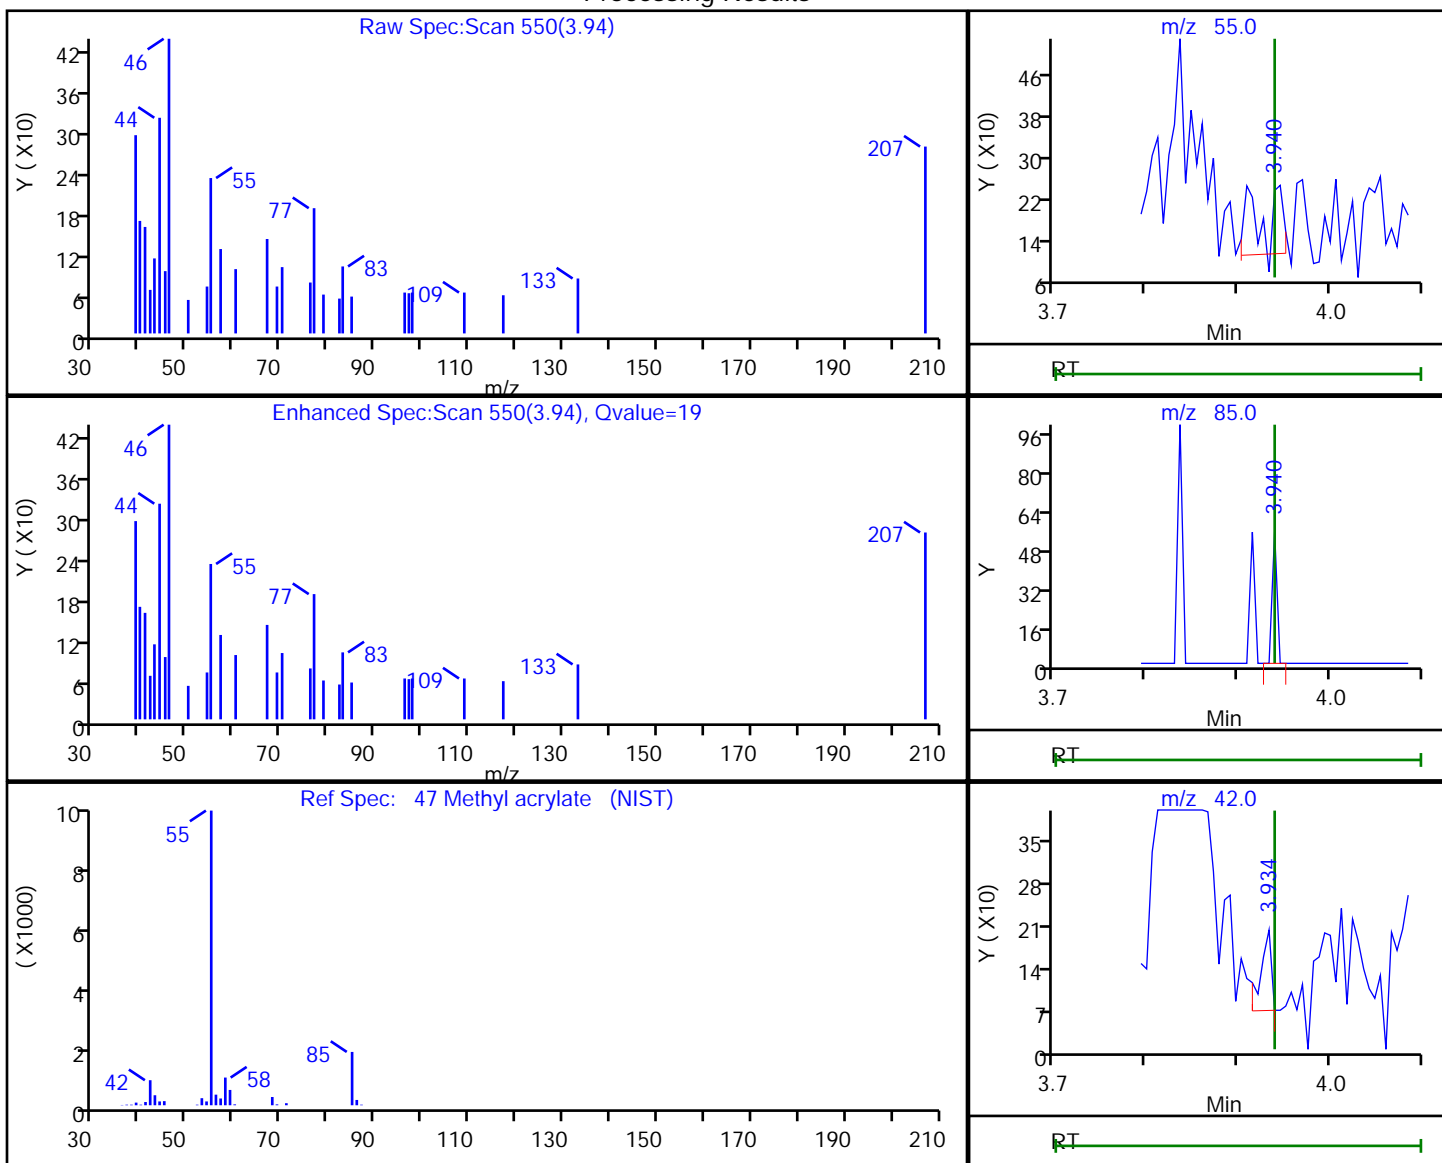 Processing Results
Raw Spec:Scan 550(3.94)
Y ( X10)
42
36
30
24
18
12
6
0
46
44
55
77
83
109
133
207
30 50 70 90 110 130 150 170 190 210
m/z
m/z 55.0
Y ( X10)
46
38
30
22
14
6
3.940
3.7 4.0
Min
RT
Enhanced Spec:Scan 550(3.94), Qvalue=19
Y ( X10)
42
36
30
24
18
12
6
0
46
44
55
77
83
109
133
207
30 50 70 90 110 130 150 170 190 210
m/z
m/z 85.0
Y
96
80
64
48
32
16
0
3.940
3.7 4.0
Min
RT
Ref Spec: 47 Methyl acrylate (NIST)
( X1000)
10
8
6
4
2
0
55
42
58
85
30 50 70 90 110 130 150 170 190 210
m/z 42.0
Y ( X10)
35
28
21
14
7
0
3.934
3.7 4.0
Min
RT